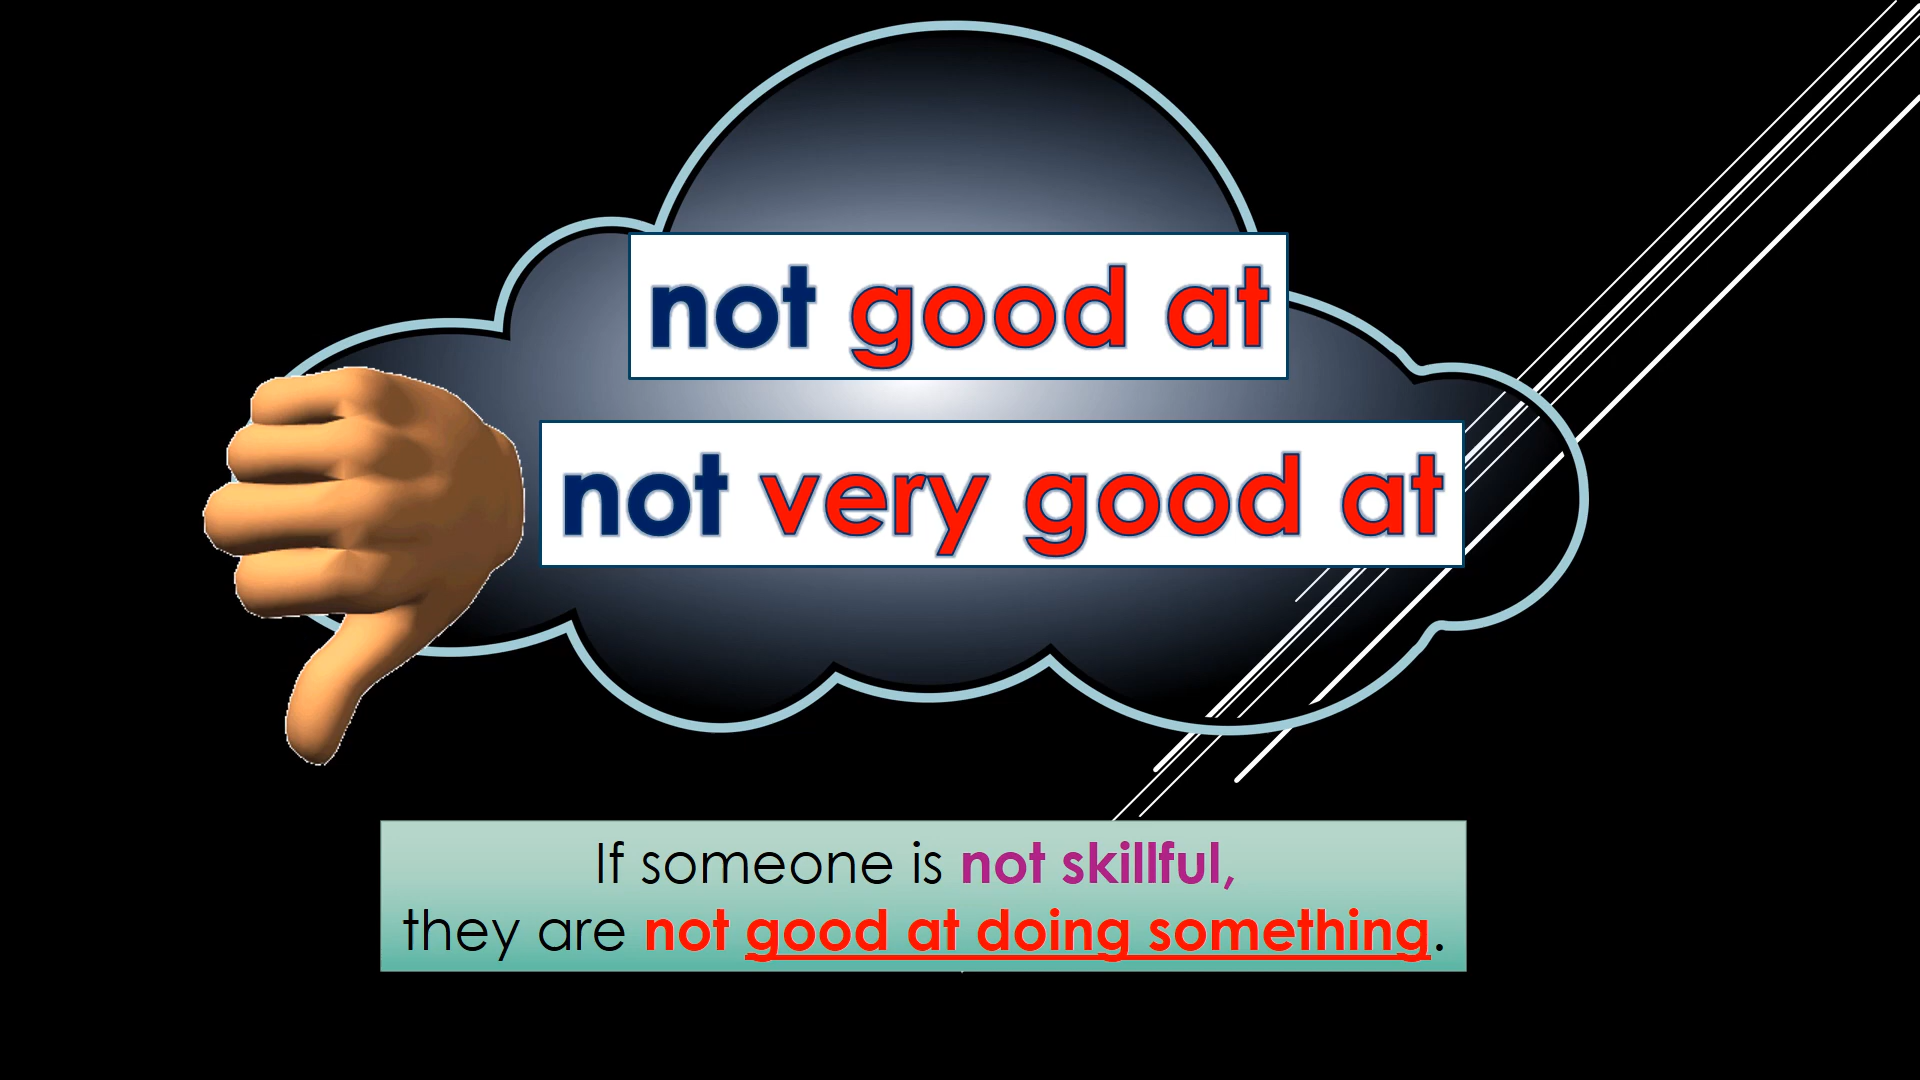 not good at
not very good at
If someone is not skillful,
they are not good at doing something.